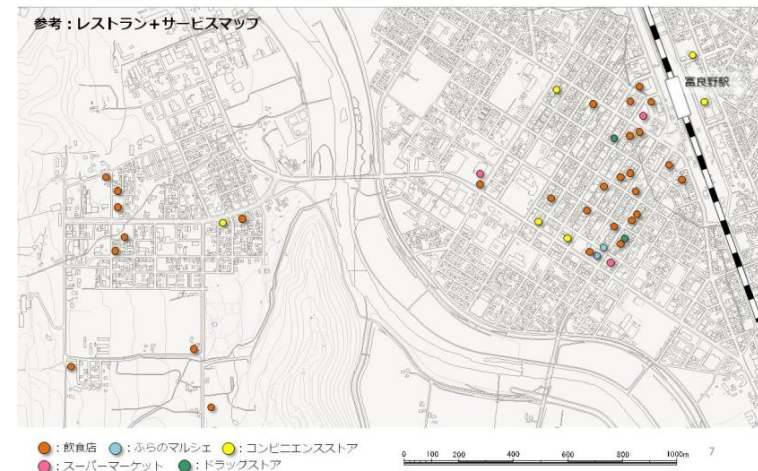 参考：レストラン+サービスマップ
富良野駅
：飲食店 ：ふらのマルシェ ：コンビニエンスストア
：スーパーマーケット ：ドラッグストア
0 100 200 400 600 800 1000m
7